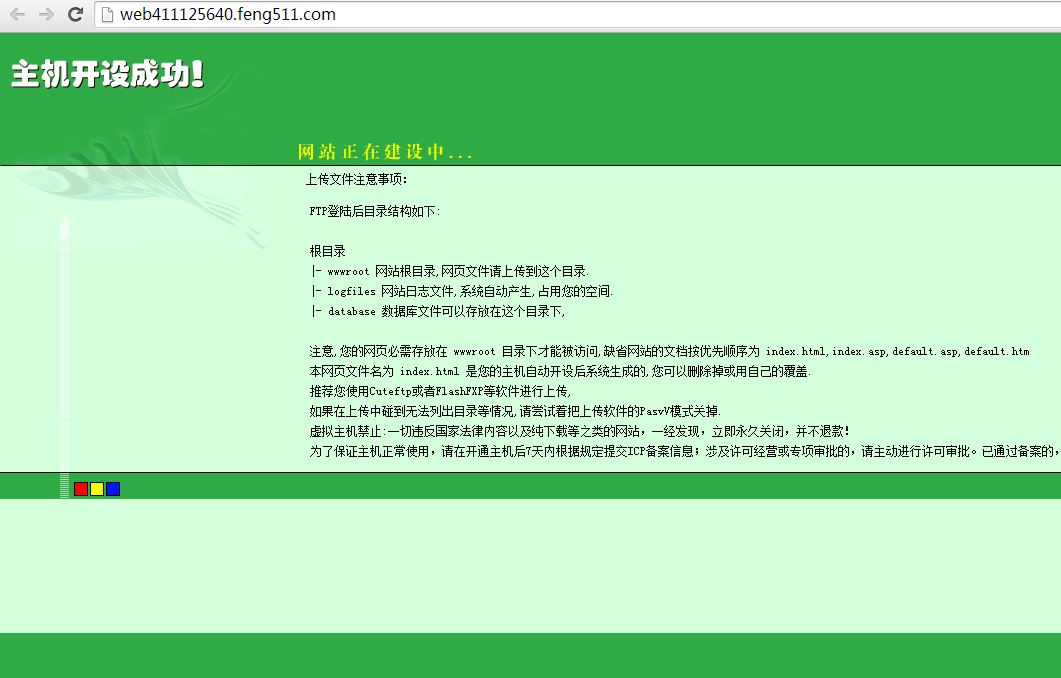 web411125640.feng511.com
主机开设成功!
网站正在建设中...
上传文件注意事项:
FTP登陆后目录结构如下:
根目录
|- wwwroot 网站根目录,网页文件请上传到这个目录.
|- logfiles 网站日志文件,系统自动产生,占用您的空间.
|- database 数据库文件可以存放在这个目录下,
注意,您的网页必需存放在 wwwroot 目录下才能被访问,缺省网站的文档按优先顺序为 index.html,index.asp,default.asp,default.htm
本网页文件名为 index.html 是您的主机自动开设后系统生成的,您可以删除掉或用自己的覆盖.
推荐您使用Cuteftp或者FlashFXP等软件进行上传,
如果在上传中碰到无法列出目录等情况,请尝试着把上传软件的PasvV模式关掉.
虚拟主机禁止:一切违反国家法律内容以及纯下载等之类的网站，一经发现，立即永久关闭，并不退款!
为了保证主机正常使用，请在开通主机后7天内根据规定提交ICP备案信息；涉及许可经营或专项审批的，请主动进行许可审批。已通过备案的，